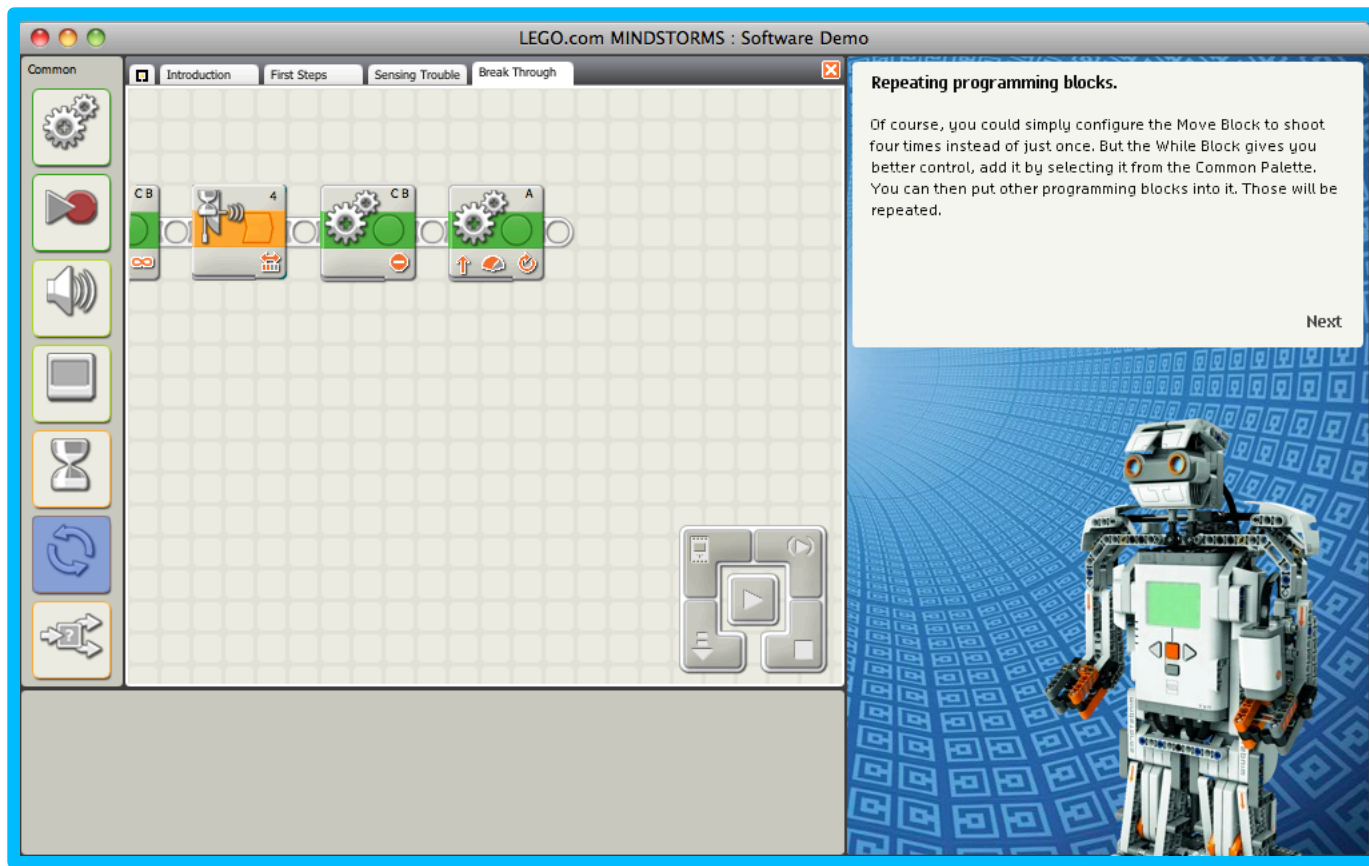 LEGO.com MINDSTORMS : Software Demo
Common
Introduction
First Steps
Sensing Trouble
Break Through
C B
4
C B
A
Repeating programming blocks.
Of course, you could simply configure the Move Block to shoot
four times instead of just once. But the While Block gives you
better control, add it by selecting it from the Common Palette.
You can then put other programming blocks into it. Those will be
repeated.
Next